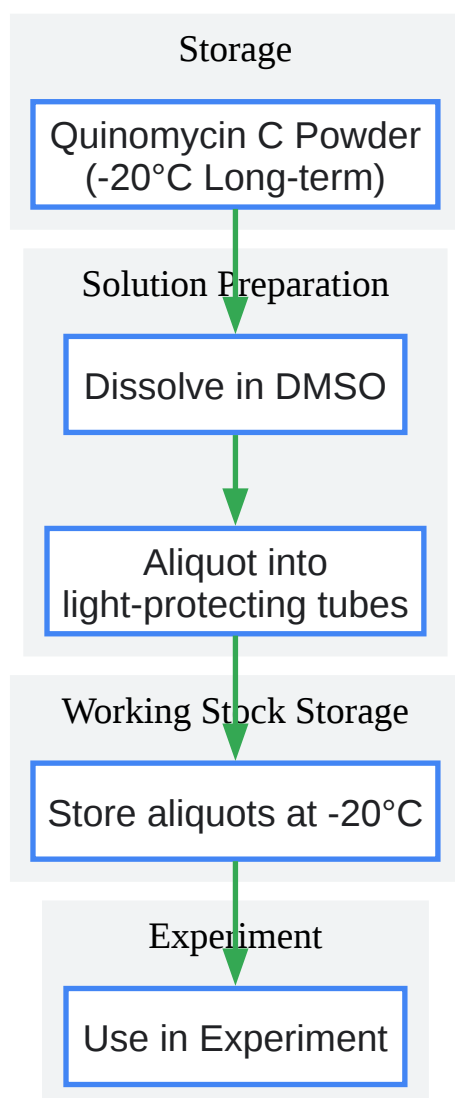 Storage
Quinomycin C Powder
(-20°C Long-term)
Solution Preparation
Dissolve in DMSO
Aliquot into
light-protecting tubes
Working Stock Storage
Store aliquots at -20°C
Experiment
Use in Experiment